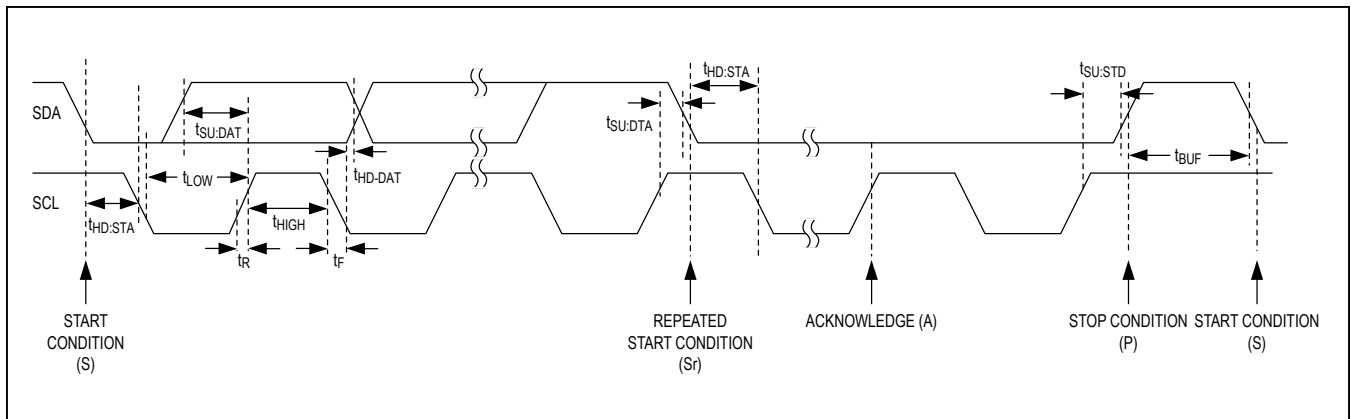 tHD:STA
tSU:STD
SDA
tSU:DAT
tSU:DTA
tHD-DAT
tBUF
tLOW
SCL
tHD:STA
tHIGH
tR
tF
START
CONDITION
(S)
REPEATED
START CONDITION
(Sr)
ACKNOWLEDGE (A)
STOP CONDITION
(P)
START CONDITION
(S)